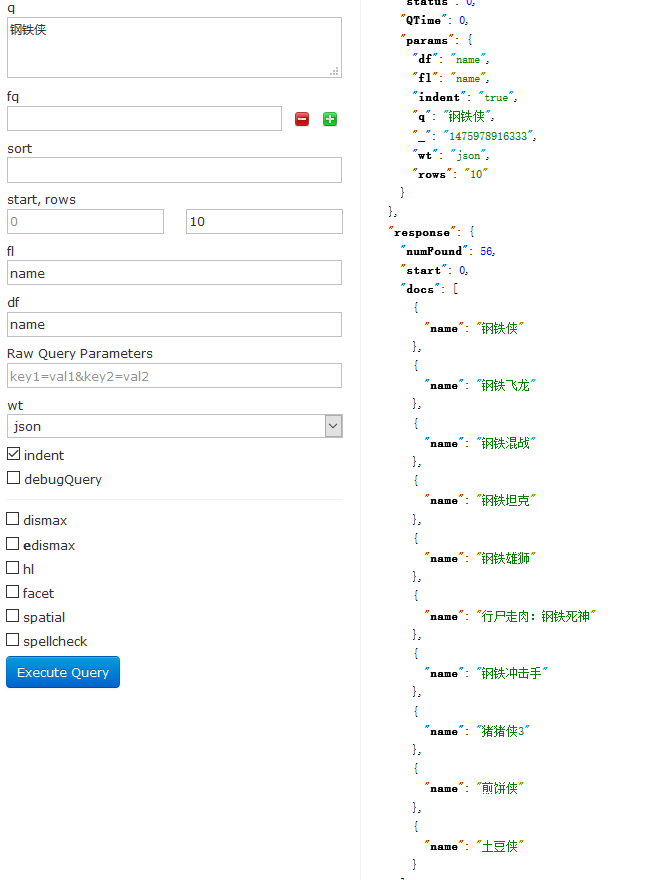 q
钢铁侠
fq
sort
start, rows
0
10
fl
name
df
name
Raw Query Parameters
key1=val1&key2=val2
wt
json
indent
debugQuery
dismax
edismax
hl
facet
spatial
spellcheck
Execute Query
"status": 0,
"QTime": 0,
"params": {
"df": "name",
"fl": "name",
"indent": "true",
"q": "钢铁侠",
"_": "1475978916333",
"wt": "json",
"rows": "10"
}
},
"response": {
"numFound": 56,
"start": 0,
"docs": [
{
"name": "钢铁侠"
},
{
"name": "钢铁飞龙"
},
{
"name": "钢铁混战"
},
{
"name": "钢铁坦克"
},
{
"name": "钢铁雄狮"
},
{
"name": "行尸走肉：钢铁死神"
},
{
"name": "钢铁冲击手"
},
{
"name": "猪猪侠3"
},
{
"name": "煎饼侠"
},
{
"name": "土豆侠"
}